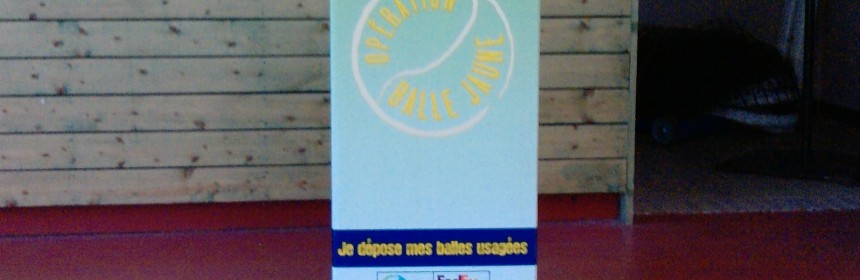 OPÉRATION
BALLE JAUNE
Je dépose mes balles usagées